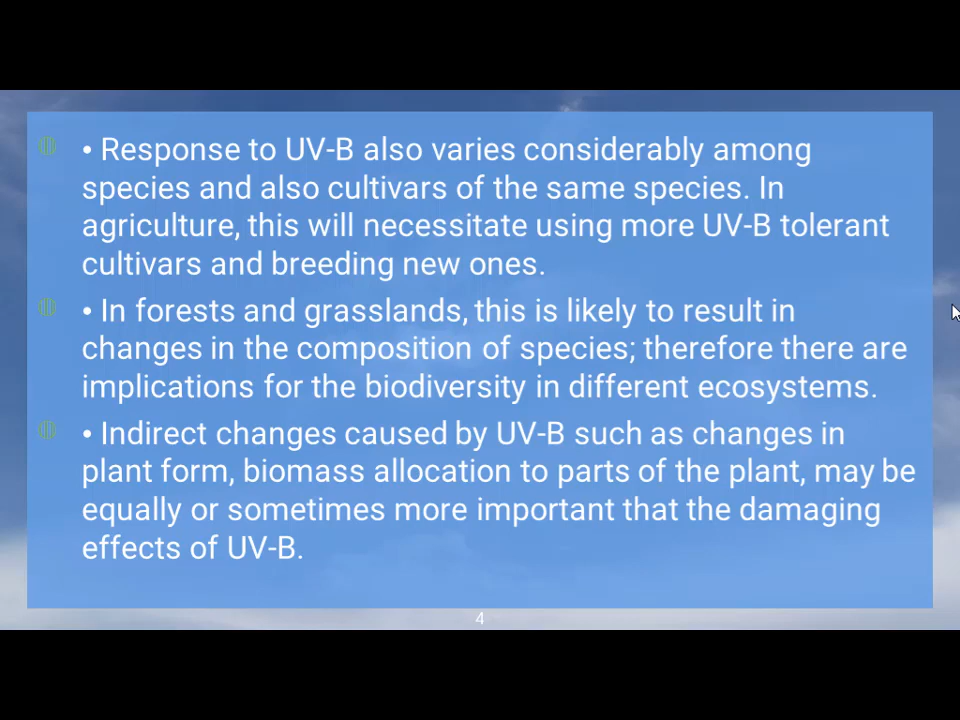 • Response to UV-B also varies considerably among
species and also cultivars of the same species. In
agriculture, this will necessitate using more UV-B tolerant
cultivars and breeding new ones.
• In forests and grasslands, this is likely to result in
changes in the composition of species; therefore there are
implications for the biodiversity in different ecosystems.
• Indirect changes caused by UV-B such as changes in
plant form, biomass allocation to parts of the plant, may be
equally or sometimes more important that the damaging
effects of UV-B.
4